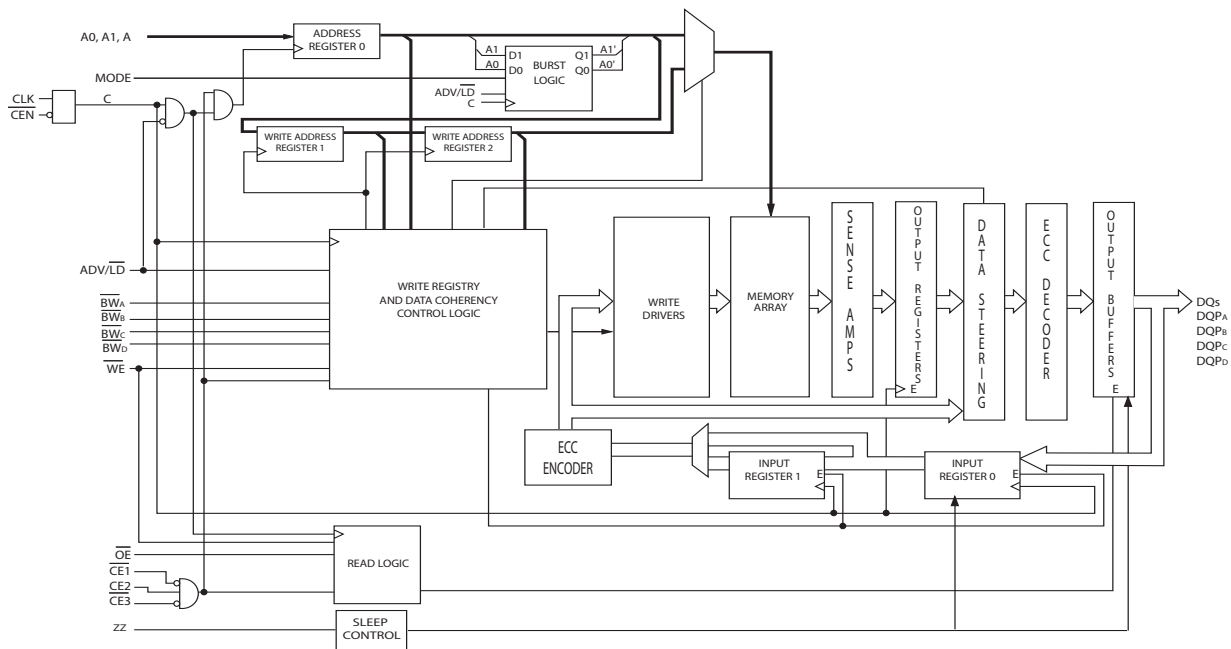 A0, A1, A
ADDRESS
REGISTER 0
MODE
A1
A0
D1
D0
BURST
LOGIC
Q1
Q0
A1'
A0'
ADV/LD
C
CLK
CEN
C
WRITE ADDRESS
REGISTER 1
WRITE ADDRESS
REGISTER 2
ADV/LD
BWA
BWB
BWC
BWD
WE
WRITE REGISTRY
AND DATA COHERENCY
CONTROL LOGIC
WRITE
DRIVERS
MEMORY
ARRAY
SENSE AMPS
OUTPUT REGISTERS
E
DATA STEERING
ECC DECODER
OUTPUT BUFFERS
E
DQs
DQPA
DQPB
DQPC
DQPD
ECC
ENCODER
INPUT
REGISTER 1
E
INPUT
REGISTER 0
E
OE
CE1
CE2
CE3
READ LOGIC
ZZ
SLEEP
CONTROL